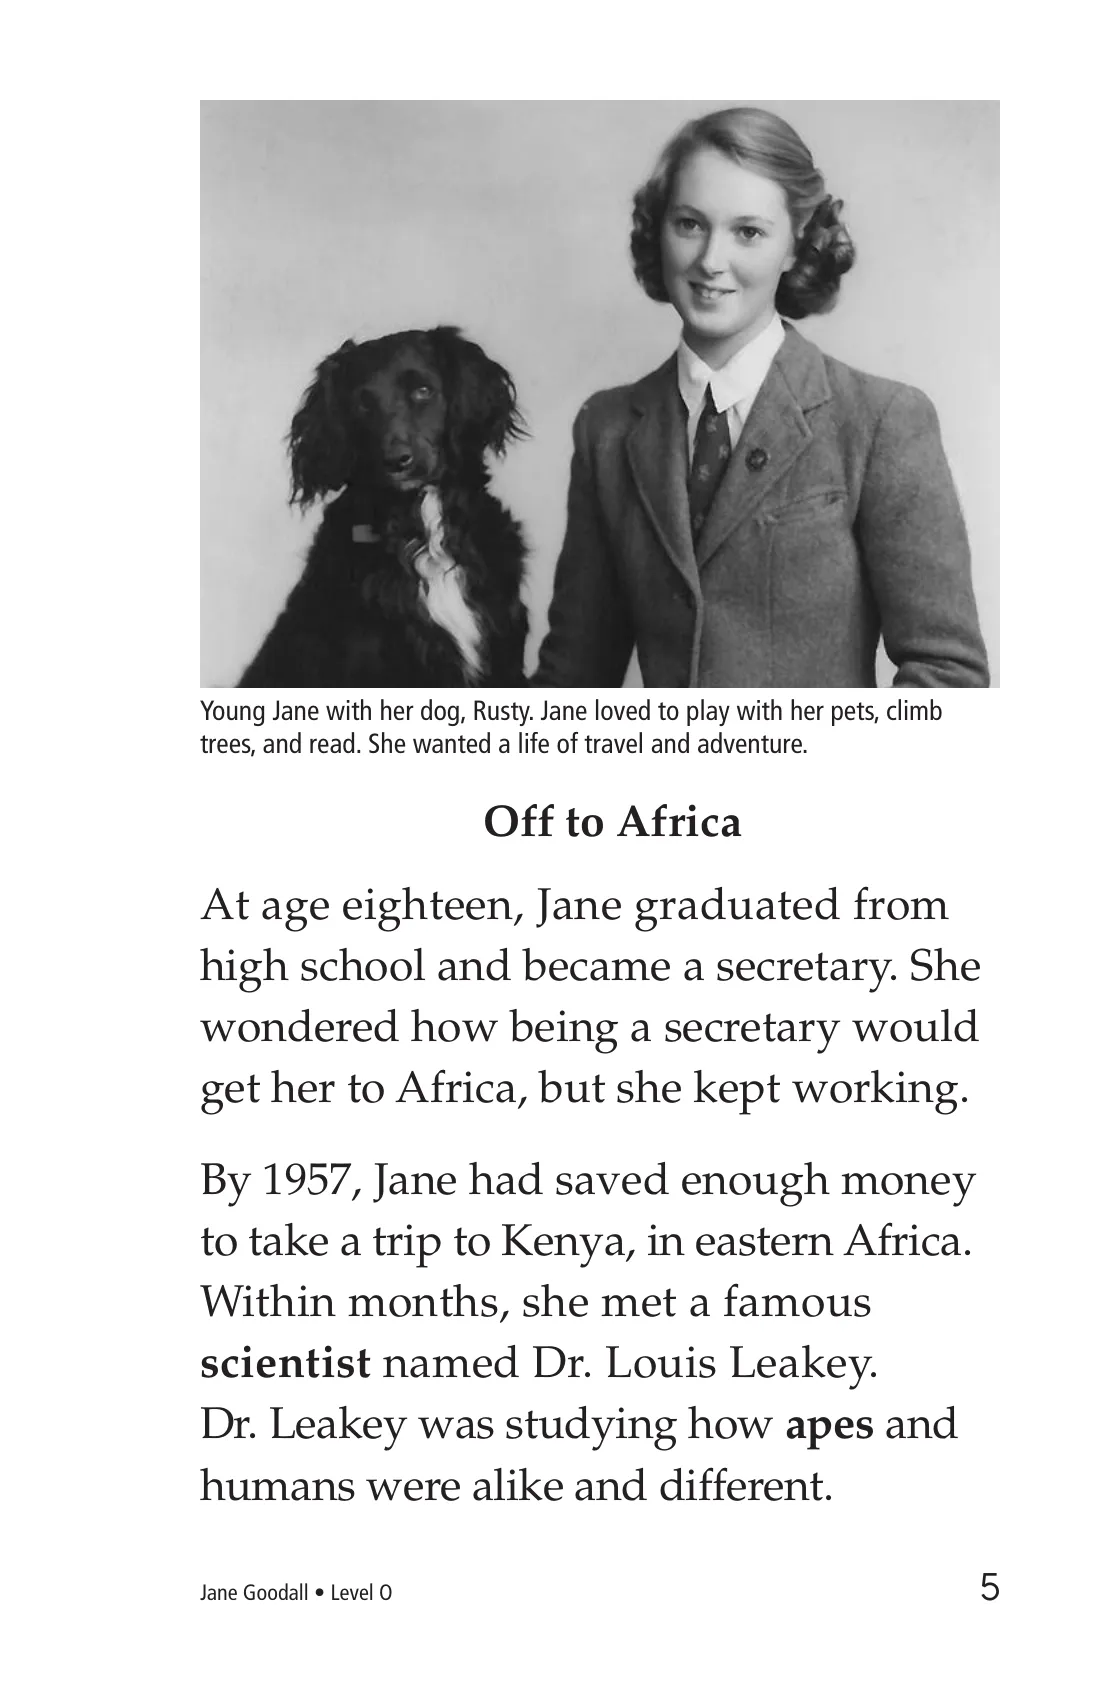 Young Jane with her dog, Rusty. Jane loved to play with her pets, climb
trees, and read. She wanted a life of travel and adventure.
Off to Africa
At age eighteen, Jane graduated from
high school and became a secretary. She
wondered how being a secretary would
get her to Africa, but she kept working.
By 1957, Jane had saved enough money
to take a trip to Kenya, in eastern Africa.
Within months, she met a famous
scientist named Dr. Louis Leakey.
Dr. Leakey was studying how apes and
humans were alike and different.
Jane Goodall • Level O
5